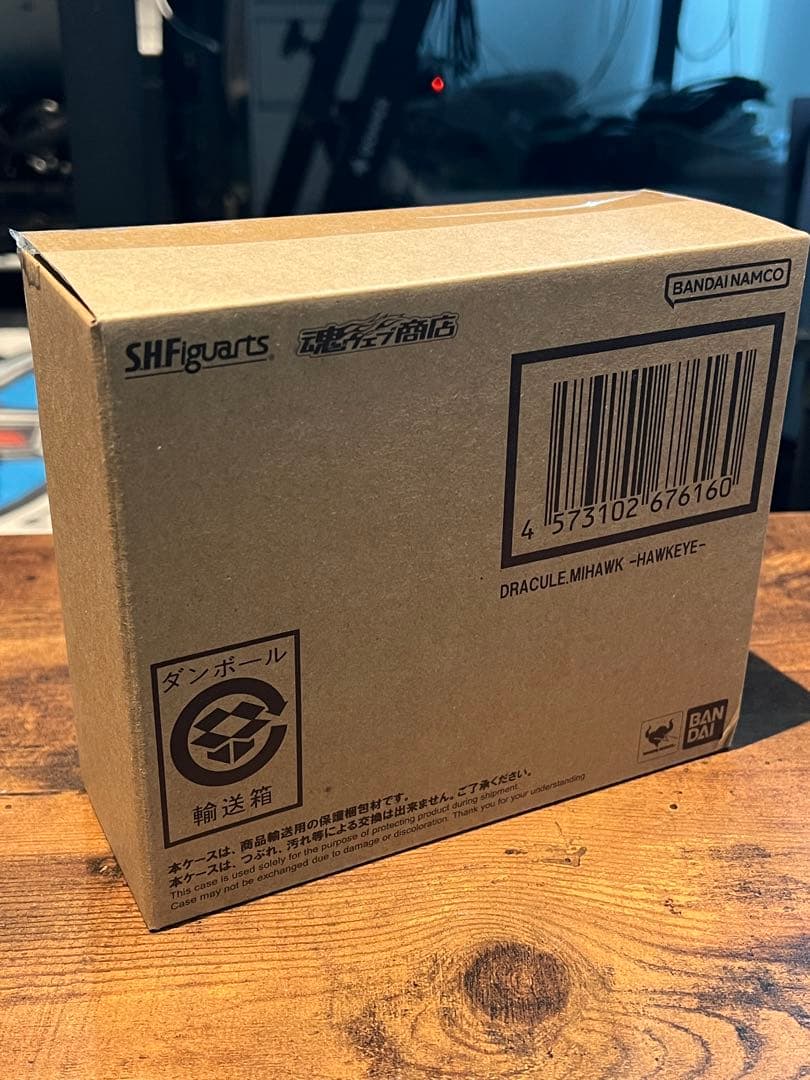 S.H.Figuarts
魂ウェブ商店
BANDAI NAMCO
4 573102 676160
DRACULE.MIHAWK -HAWKEYE-
ダンボール
輸送箱
BAN
DAI
本ケースは、商品輸送用の保護梱包材です。
本ケースは、つぶれ、汚れ等による交換は出来ません。ご了承ください。
This case is used solely for the purpose of protecting product during shipment.
Case may not be exchanged due to damage or discoloration. Thank you for your understanding